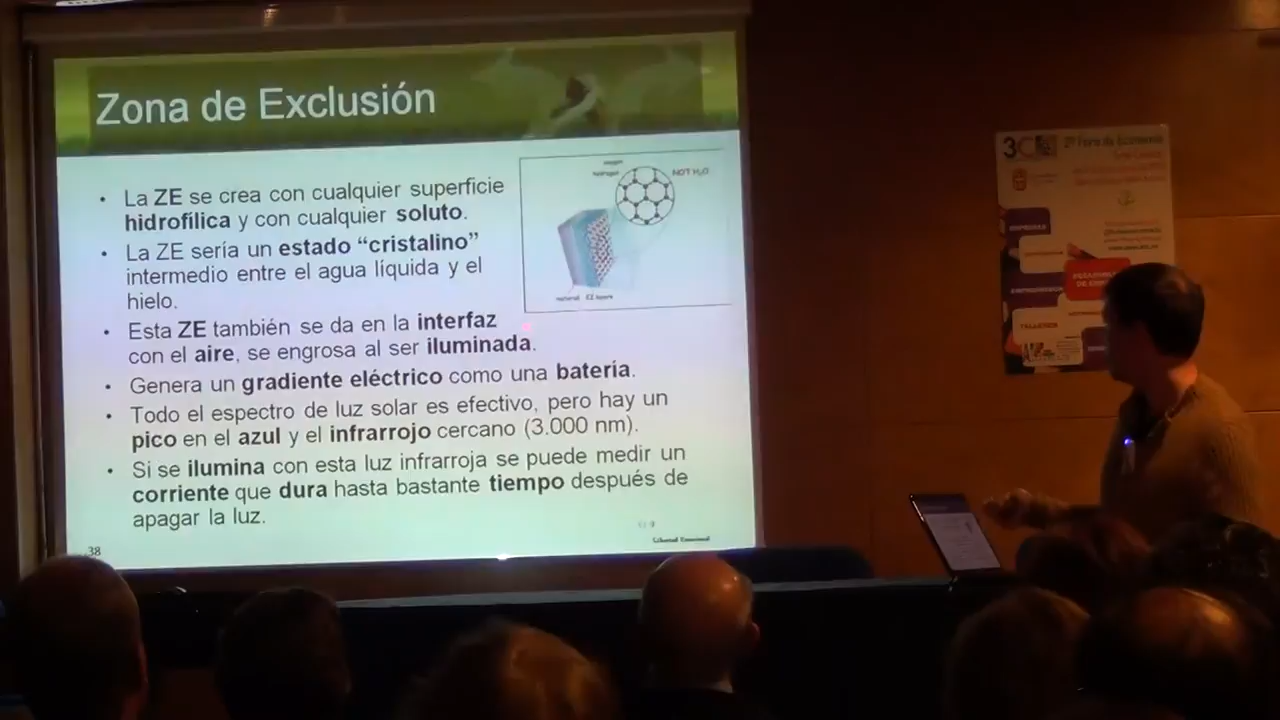 Zona de Exclusión
La ZE se crea con cualquier superficie
hidrofílica y con cualquier soluto.
La ZE sería un estado “cristalino”
intermedio entre el agua líquida y el
hielo.
Esta ZE también se da en la interfaz
con el aire, se engrosa al ser iluminada.
Genera un gradiente eléctrico como una batería.
Todo el espectro de luz solar es efectivo, pero hay un
pico en el azul y el infrarrojo cercano (3.000 nm).
Si se ilumina con esta luz infrarroja se puede medir un
corriente que dura hasta bastante tiempo después de
apagar la luz.
38
NOT H₂O
material EZ layers
3C
TALLERES